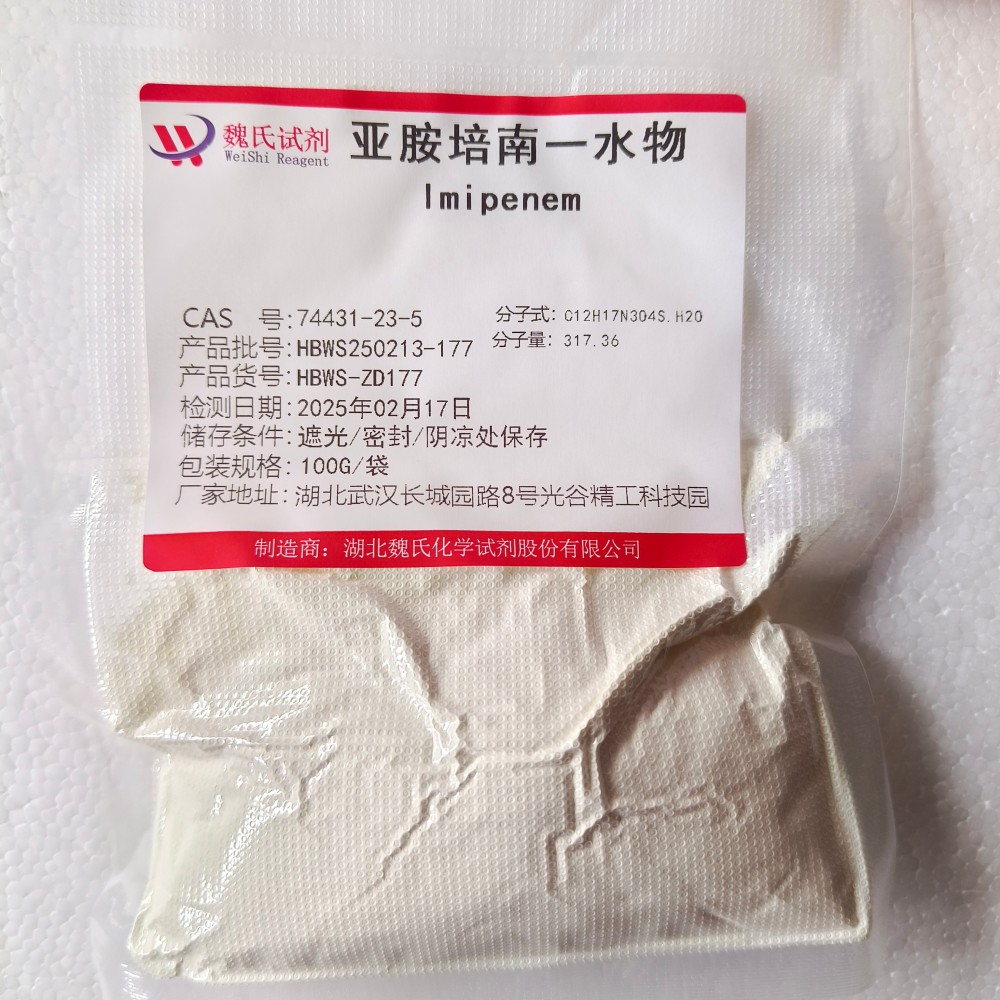 魏氏试剂
WeiShi Reagent
亚胺培南一水物
Imipenem
CAS 号:74431-23-5
分子式: C12H17N3O4S.H2O
产品批号:HBWS250213-177
分子量: 317.36
产品货号:HBWS-ZD177
检测日期:2025年02月17日
储存条件:遮光/密封/阴凉处保存
包装规格: 100G/袋
厂家地址: 湖北武汉长城园路8号光谷精工科技园
制造商: 湖北魏氏化学试剂股份有限公司